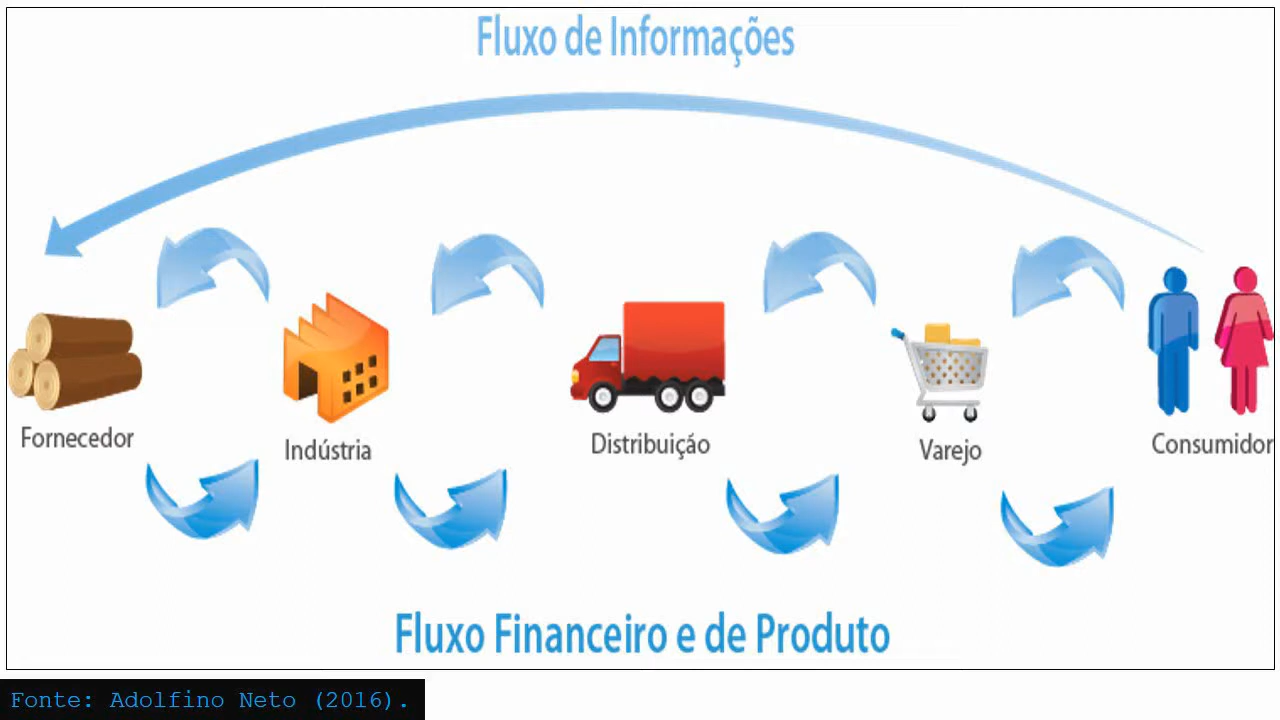 Fluxo de Informações
Fornecedor
Indústria
Distribuição
Varejo
Consumidor
Fluxo Financeiro e de Produto
Fonte: Adolfino Neto (2016).